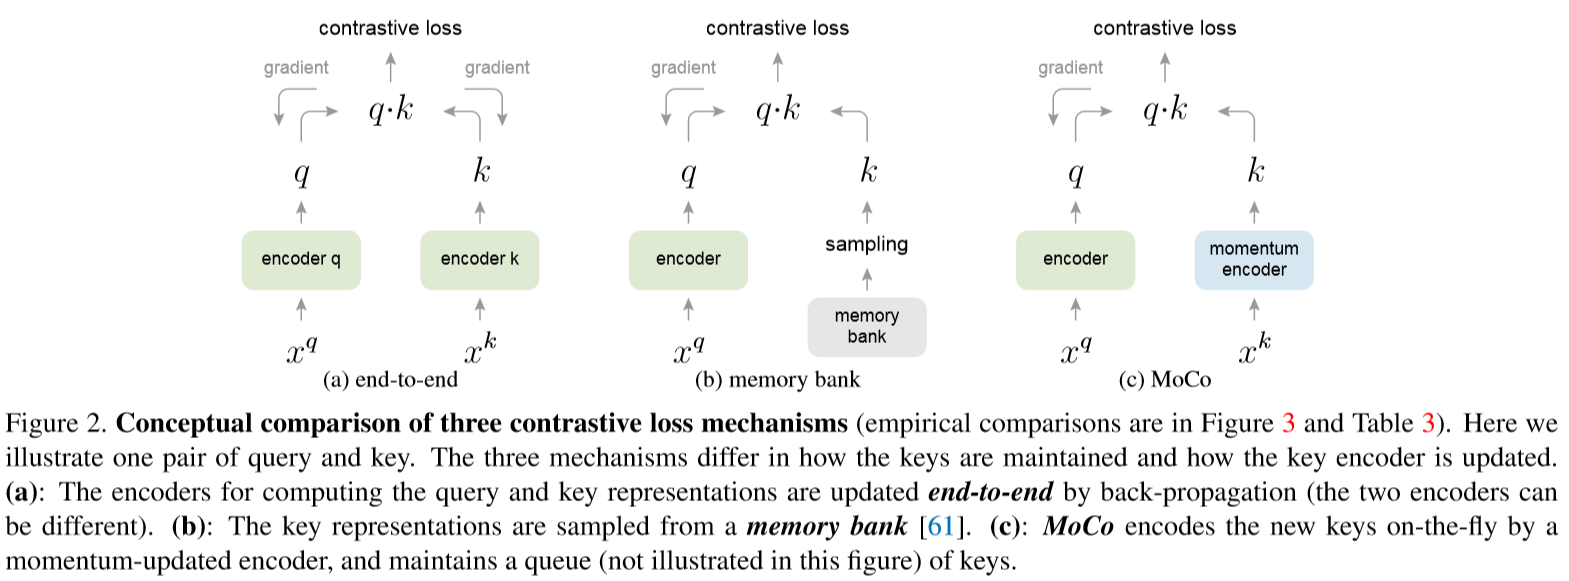 contrastive loss
gradient
gradient
q·k
q
k
encoder q
encoder k
x^q
x^k
(a) end-to-end
contrastive loss
gradient
q·k
q
k
sampling
encoder
memory
bank
x^q
(b) memory bank
contrastive loss
gradient
q·k
q
k
encoder
momentum
encoder
x^q
x^k
(c) MoCo
Figure 2. Conceptual comparison of three contrastive loss mechanisms (empirical comparisons are in Figure 3 and Table 3). Here we
illustrate one pair of query and key. The three mechanisms differ in how the keys are maintained and how the key encoder is updated.
(a): The encoders for computing the query and key representations are updated end-to-end by back-propagation (the two encoders can
be different). (b): The key representations are sampled from a memory bank [61]. (c): MoCo encodes the new keys on-the-fly by a
momentum-updated encoder, and maintains a queue (not illustrated in this figure) of keys.